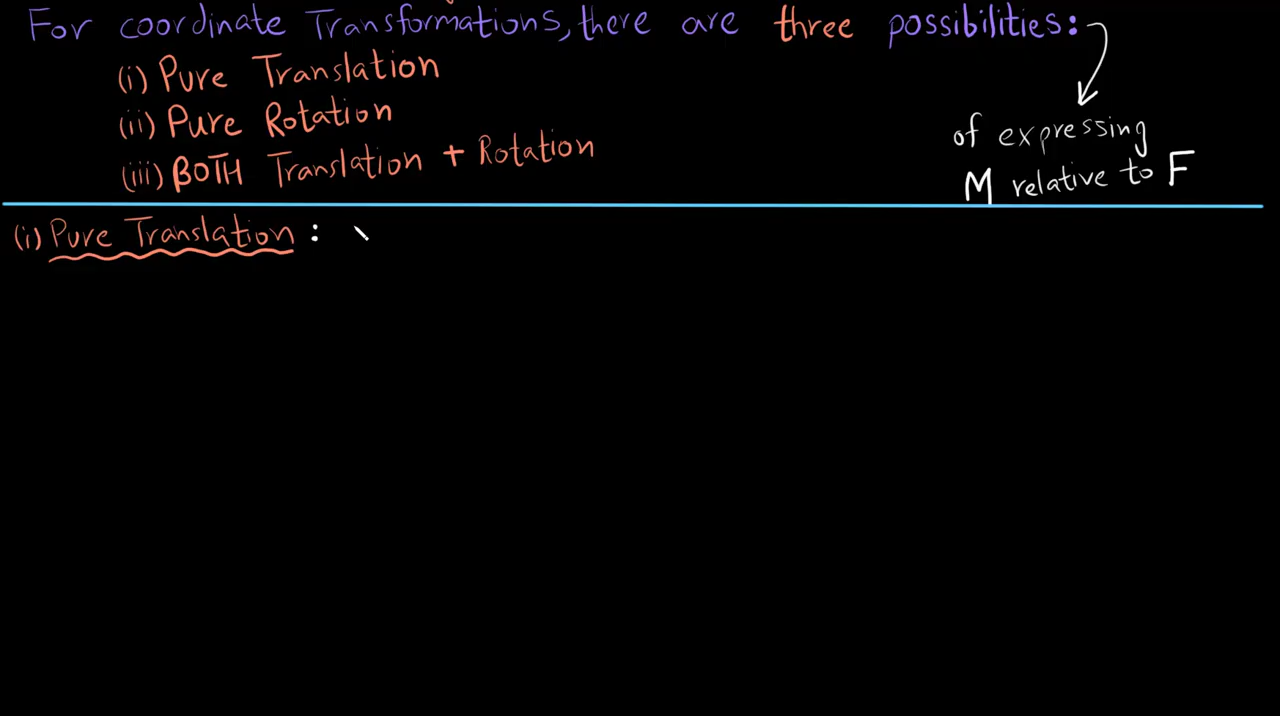 For coordinate Transformations, there are three possibilities:
(i) Pure Translation
(ii) Pure Rotation
(iii) BOTH Translation + Rotation
of expressing
M relative to F
(i) Pure Translation :